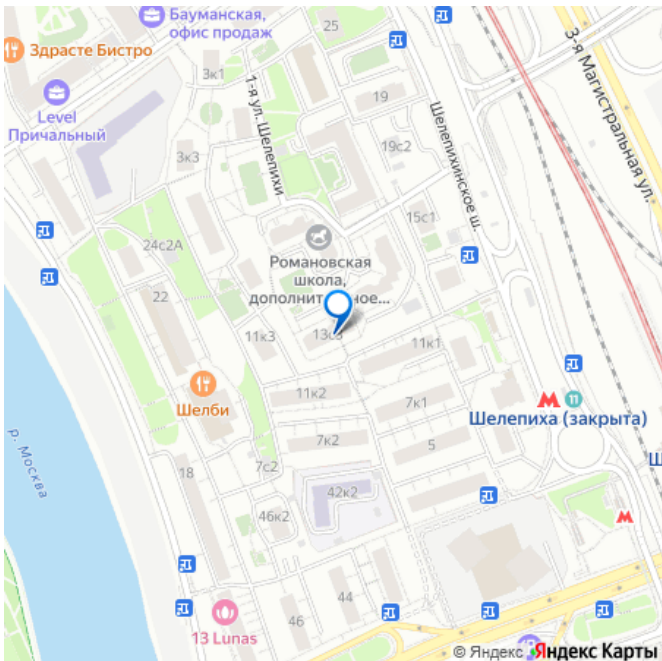 Бауманская,
офис продаж
Здрасте Бистро
25
3к1
3-я Магистральная ул.
Level
Причальный
19
1-я ул. Шелепихи
Шелепихинское ш.
19с2
3к3
15с1
24с2А
Романовская
школа,
дополнительное...
22
11к3
11к1
11к2
Шелби
7к1
11
Шелепиха (закрыта)
7к2
5
р. Москва
7с2
18
42к2
46к2
44
46
13 Lunas
© Яндекс
Яндекс Карты